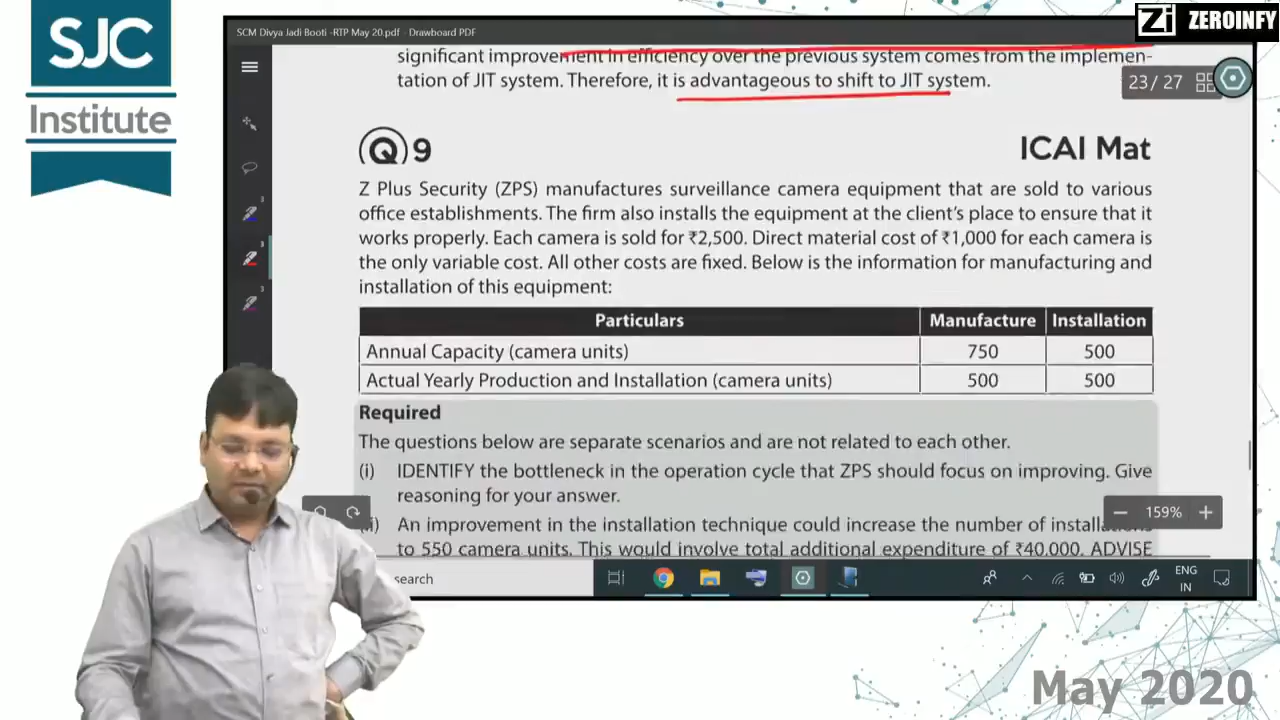 SJC
Institute
Zi ZEROINFY
SCM Divya Jadi Booti -RTP May 20.pdf Drawboard PDF
significant improvement in efficiency over the previous system comes from the implemen-
tation of JIT system. Therefore, it is advantageous to shift to JIT system.
23 / 27
Q 9
ICAI Mat
Z Plus Security (ZPS) manufactures surveillance camera equipment that are sold to various
office establishments. The firm also installs the equipment at the client's place to ensure that it
works properly. Each camera is sold for ₹2,500. Direct material cost of ₹1,000 for each camera is
the only variable cost. All other costs are fixed. Below is the information for manufacturing and
installation of this equipment:
Particulars Manufacture Installation
Annual Capacity (camera units) 750 500
Actual Yearly Production and Installation (camera units) 500 500
Required
The questions below are separate scenarios and are not related to each other.
(i) IDENTIFY the bottleneck in the operation cycle that ZPS should focus on improving. Give
reasoning for your answer.
An improvement in the installation technique could increase the number of
to 550 camera units. This would involve total additional expenditure of ₹40,000. ADVISE
159%
search
ENG
IN
May 2020